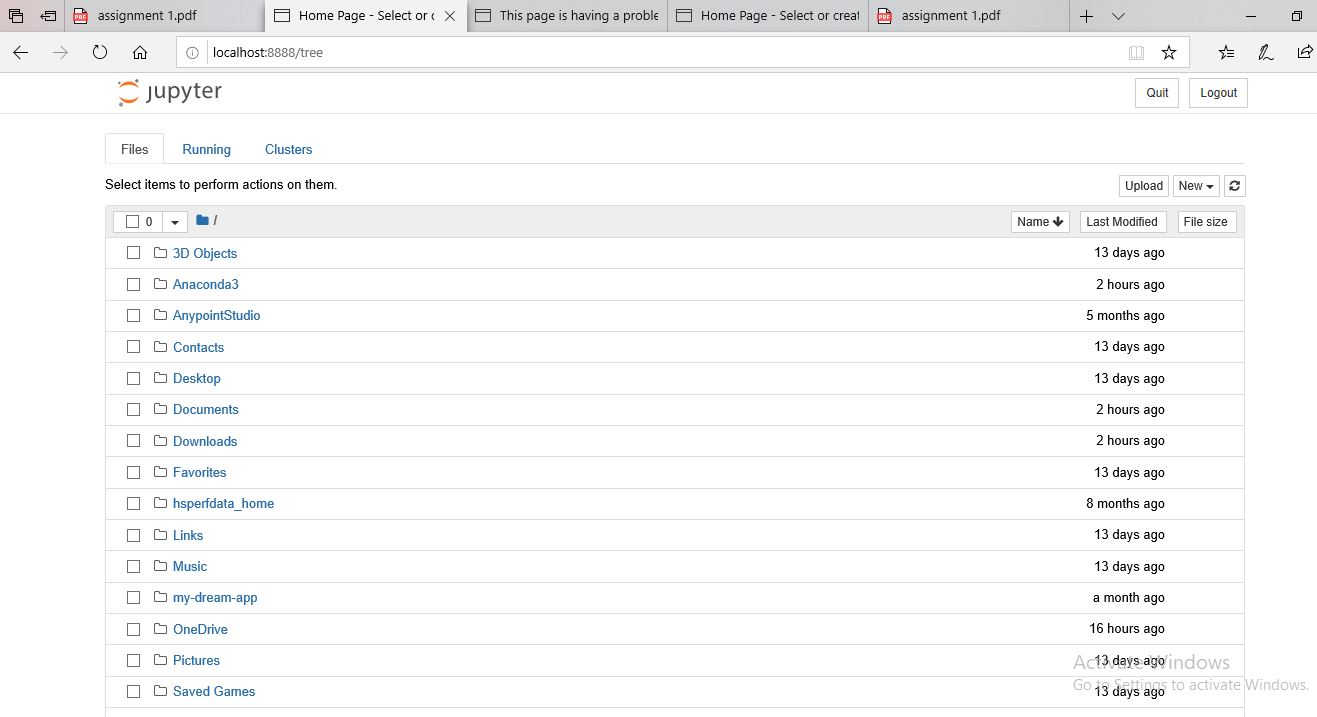 assignment 1.pdf Home Page - Select or c This page is having a proble Home Page - Select or creat assignment 1.pdf
localhost:8888/tree
jupyter Quit Logout
Files Running Clusters
Select items to perform actions on them. Upload New
0 / Name Last Modified File size
3D Objects 13 days ago
Anaconda3 2 hours ago
AnypointStudio 5 months ago
Contacts 13 days ago
Desktop 13 days ago
Documents 2 hours ago
Downloads 2 hours ago
Favorites 13 days ago
hsperfdata_home 8 months ago
Links 13 days ago
Music 13 days ago
my-dream-app a month ago
OneDrive 16 hours ago
Pictures 13 days ago
Activate Windows
Saved Games 13 days ago
Go to Settings to activate Windows.